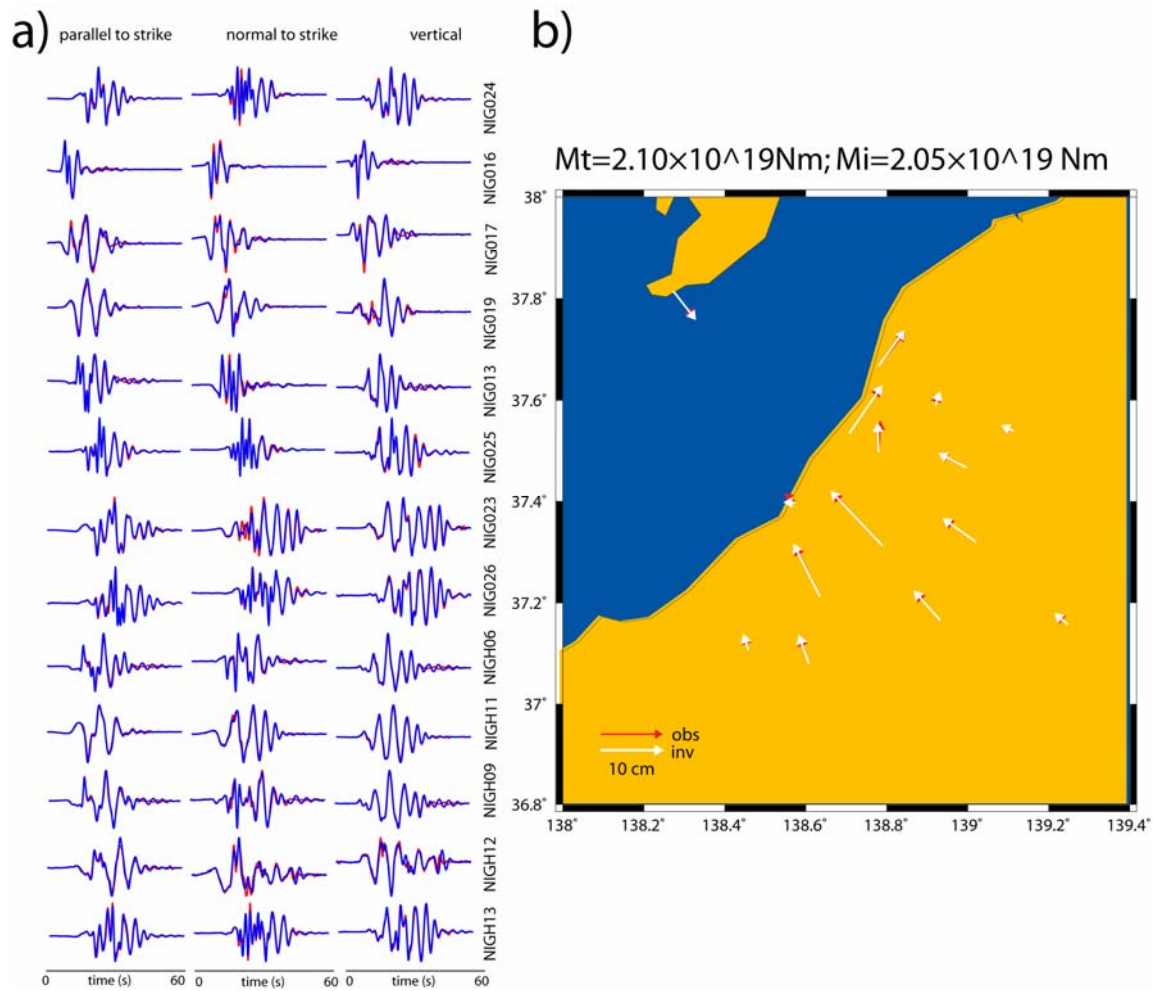 a)
parallel to strike normal to strike vertical
NIG024
NIG016
NIG017
NIG019
NIG013
NIG025
NIG023
NIG026
NIGH06
NIGH11
NIGH09
NIGH12
NIGH13
0 time (s) 60 0 time (s) 60 0 time (s) 60
b)
Mt=2.10×10^19Nm; Mi=2.05×10^19 Nm
38°
37.8°
37.6°
37.4°
37.2°
37°
36.8°
obs
inv
10 cm
138° 138.2° 138.4° 138.6° 138.8° 139° 139.2° 139.4°